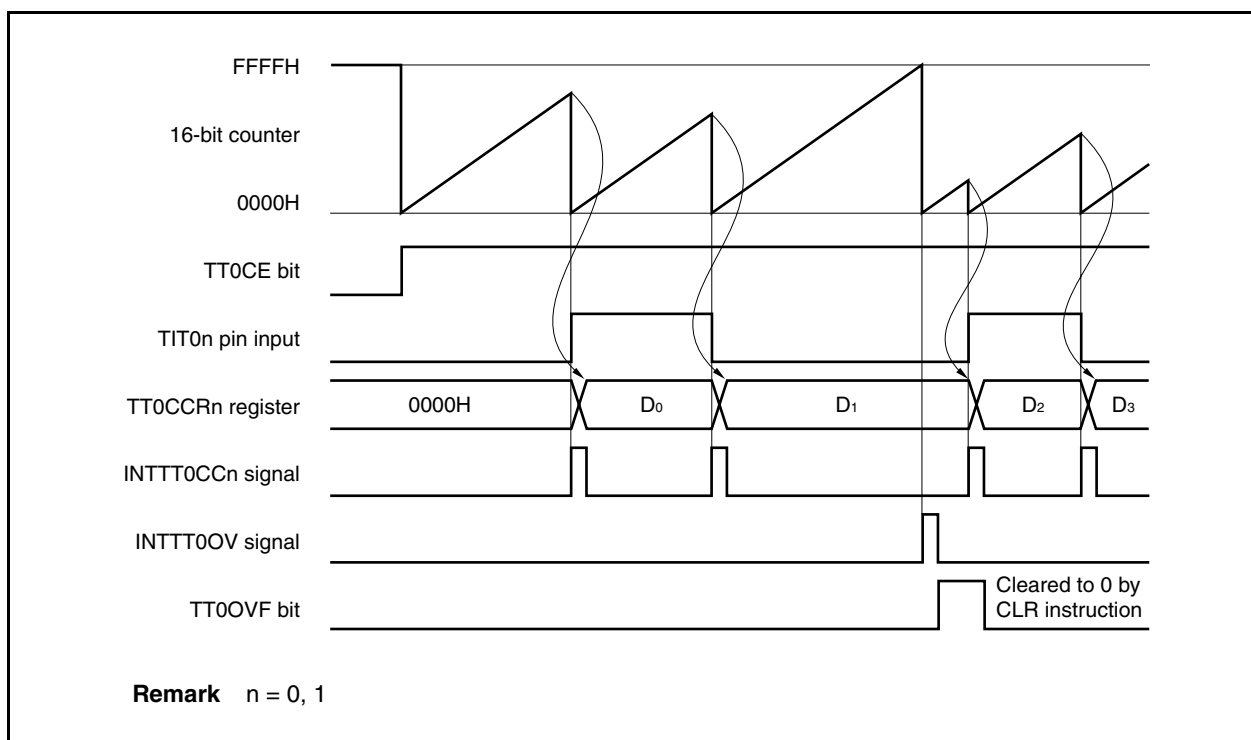 FFFFH
16-bit counter
0000H
TT0CE bit
TIT0n pin input
TT0CCRn register
0000H
D0
D1
D2
D3
INTTT0CCn signal
INTTT0OV signal
TT0OVF bit
Cleared to 0 by
CLR instruction
Remark n = 0, 1